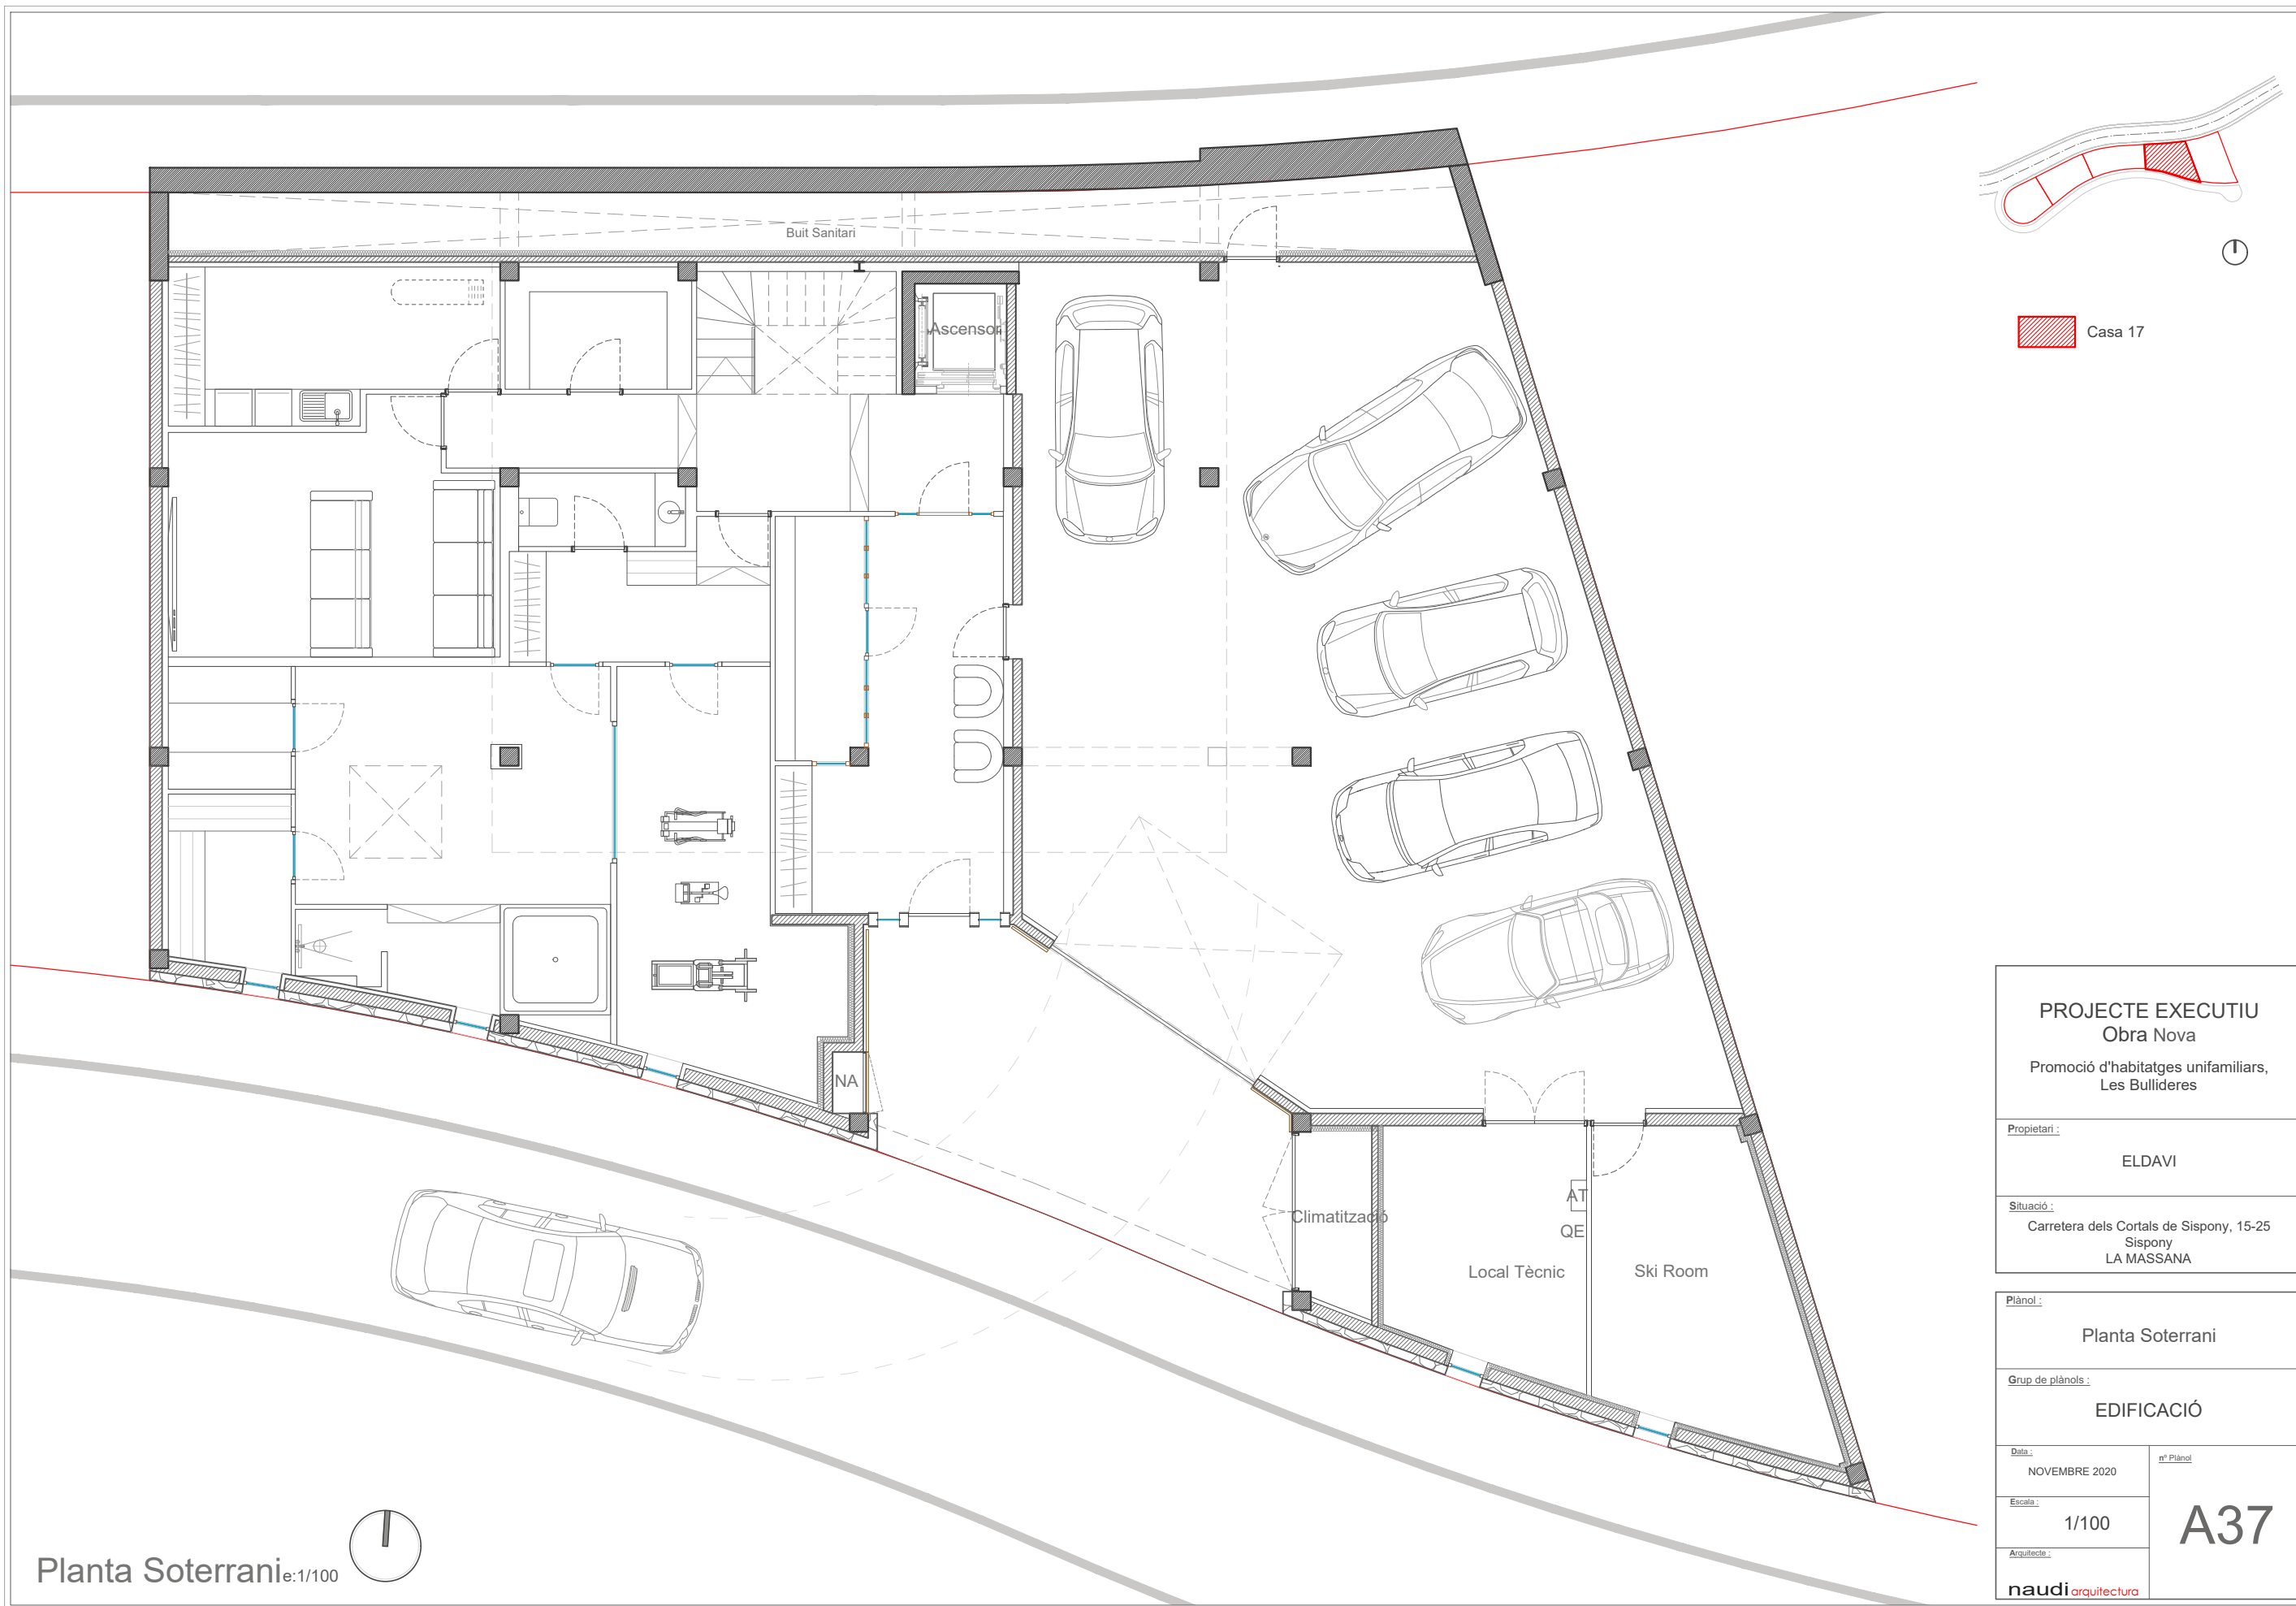 Buit Sanitari
Ascensor
Casa 17
NA
Climatització
AT
QE
Local Tècnic
Ski Room
Planta Soterrani e:1/100
PROJECTE EXECUTIU
Obra Nova
Promoció d'habitatges unifamiliars,
Les Bullideres
Propietari :
ELDAVI
Situació :
Carretera dels Cortals de Sispony, 15-25
Sispony
LA MASSANA
Plànol :
Planta Soterrani
Grup de plànols :
EDIFICACIÓ
Data :
NOVEMBRE 2020
Escala :
1/100
Arquitecte :
naudi arquitectura
nº Plànol
A37